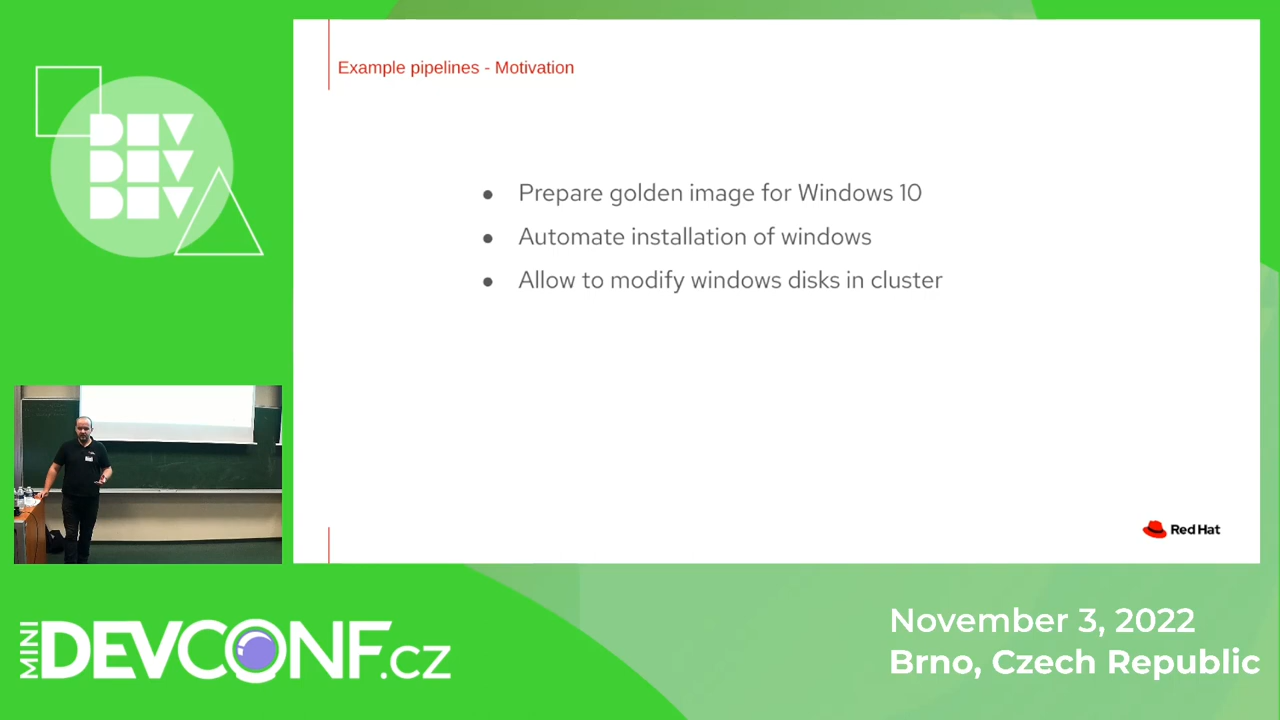 DEV
DEV
DEV
Example pipelines - Motivation
● Prepare golden image for Windows 10
● Automate installation of windows
● Allow to modify windows disks in cluster
Red Hat
MINI
DEVCONF.cz
November 3, 2022
Brno, Czech Republic